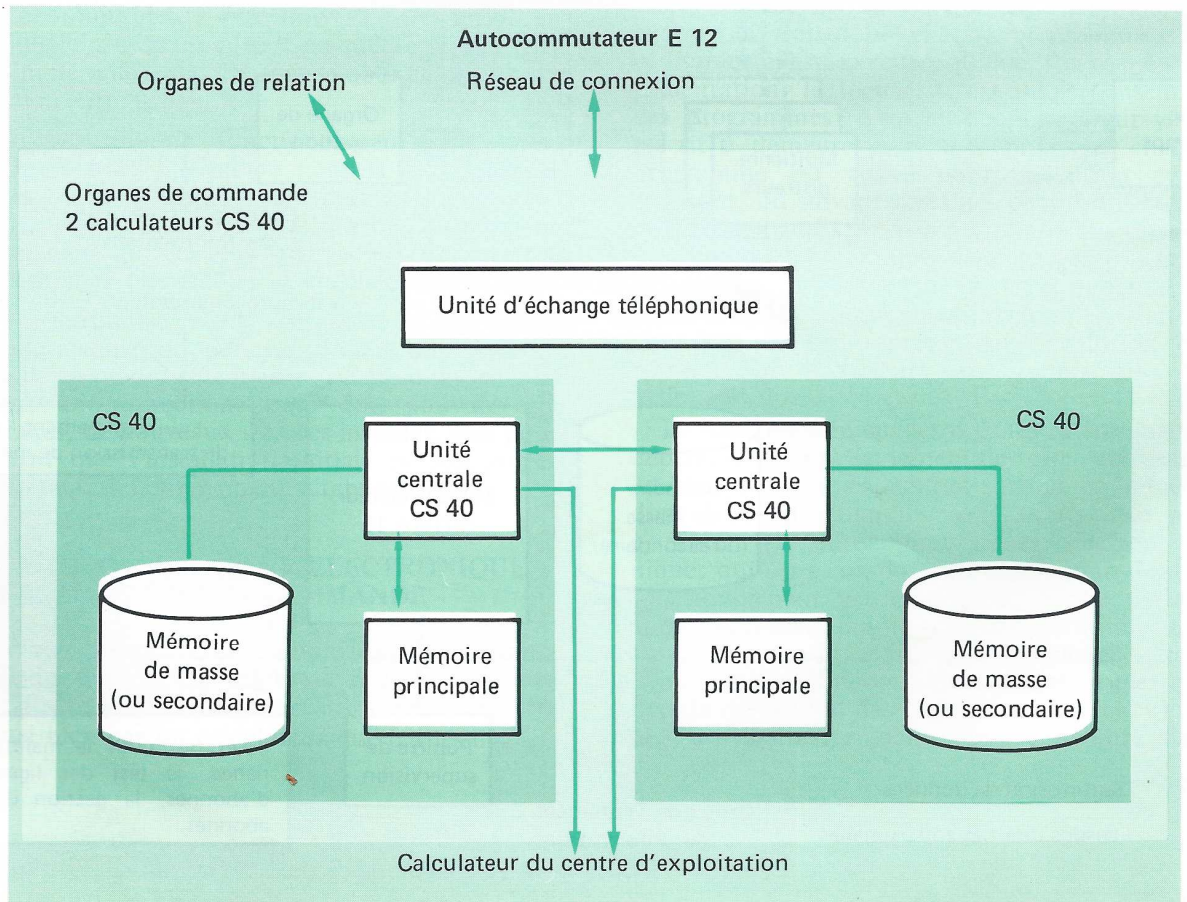 Autocommutateur E 12
Organes de relation
Réseau de connexion
Organes de commande
2 calculateurs CS 40
Unité d'échange téléphonique
CS 40
Unité
centrale
CS 40
Mémoire
de masse
(ou secondaire)
Mémoire
principale
CS 40
Unité
centrale
CS 40
Mémoire
principale
Mémoire
de masse
(ou secondaire)
Calculateur du centre d'exploitation